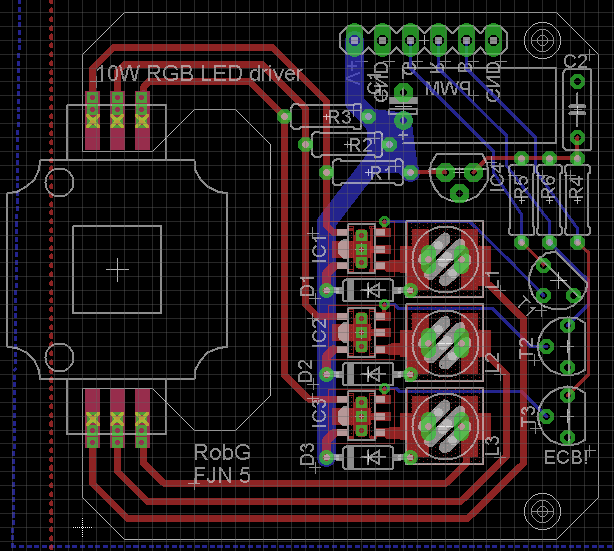 10W RGB LED driver
C2
+V
GND
G
R
B
GND
C1
PWM
R3
R2
R1
IC4
R5
R6
R4
IC1
L1
D1
T1
IC2
L2
T2
D2
IC3
L3
T3
D3
RobG
FJN 5
ECB!